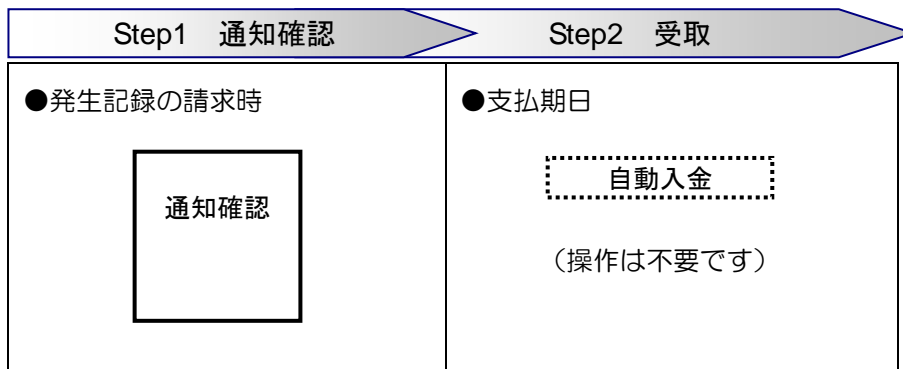 Step1　通知確認
Step2　受取
●発生記録の請求時
通知確認
●支払期日
自動入金
（操作は不要です）